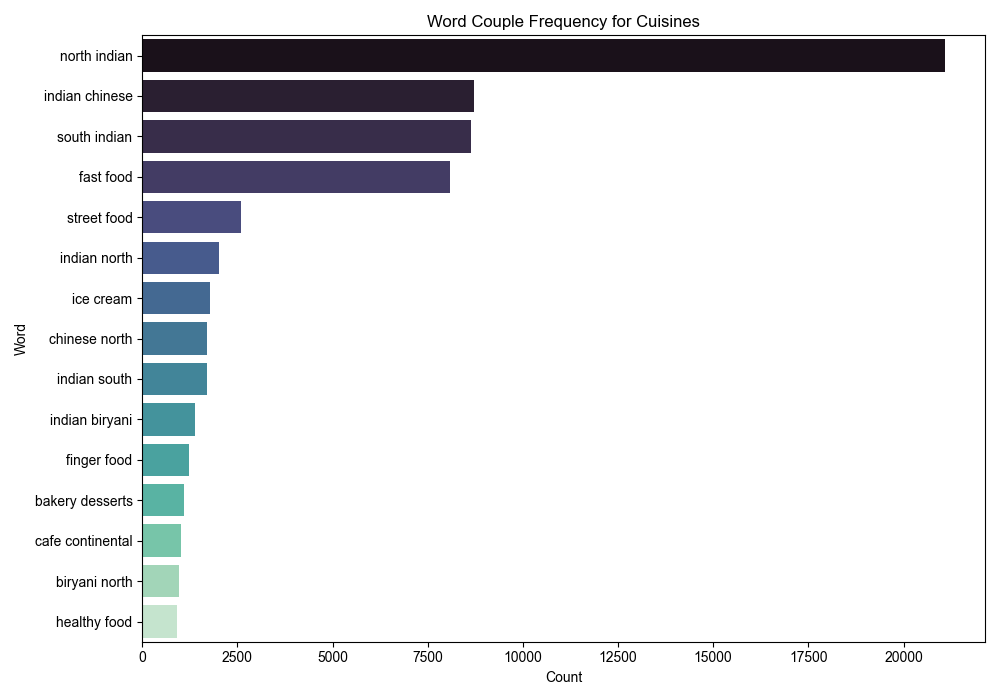 Word Couple Frequency for Cuisines
north indian
indian chinese
south indian
fast food
street food
indian north
ice cream
chinese north
indian south
indian biryani
finger food
bakery desserts
cafe continental
biryani north
healthy food
Word
0 2500 5000 7500 10000 12500 15000 17500 20000
Count